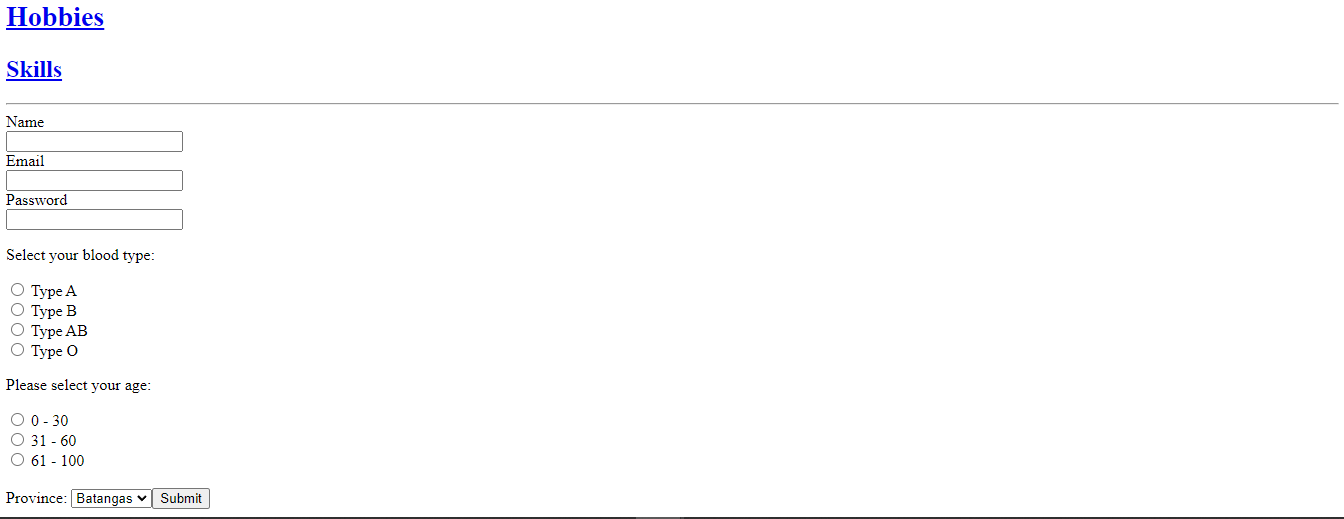 Hobbies
Skills
Name
Email
Password
Select your blood type:
Type A
Type B
Type AB
Type O
Please select your age:
0 - 30
31 - 60
61 - 100
Province: Batangas Submit